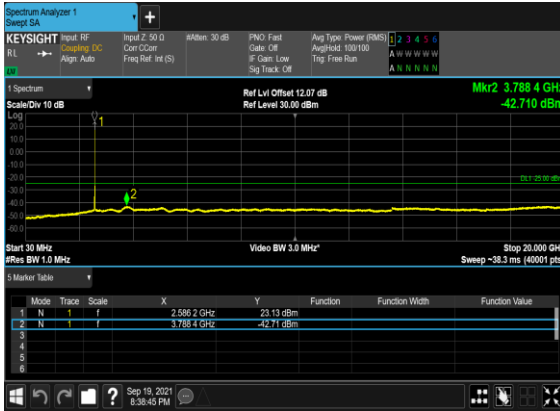 Spectrum Analyzer 1
Swept SA
+
KEYSIGHT Input: RF Input Z: 50 Ω #Atten: 30 dB PNO: Fast Avg Type: Power (RMS) 1 2 3 4 5 6
RL Coupling: DC Corr CCorr Gate: Off Avg|Hold: 100/100 A W W W W W
Align: Auto Freq Ref: Int (S) IF Gain: Low Trig: Free Run
Sig Track: Off A N N N N N
1 Spectrum Ref Lvl Offset 12.07 dB Mkr2 3.788 4 GHz
Scale/Div 10 dB Ref Level 30.00 dBm -42.710 dBm
Log
20.0
10.0
0.00
-10.0
-20.0
-30.0
-40.0
-50.0
-60.0
1
2
Start 30 MHz Video BW 3.0 MHz* Stop 20.000 GH
#Res BW 1.0 MHz Sweep ~38.3 ms (40001 pts
5 Marker Table
Mode Trace Scale X Y Function Function Width Function Value
1 N 1 f 2.586 2 GHz 23.13 dBm
2 N 1 f 3.788 4 GHz -42.71 dBm
3
4
5
6
? Sep 19, 2021
8:38:45 PM